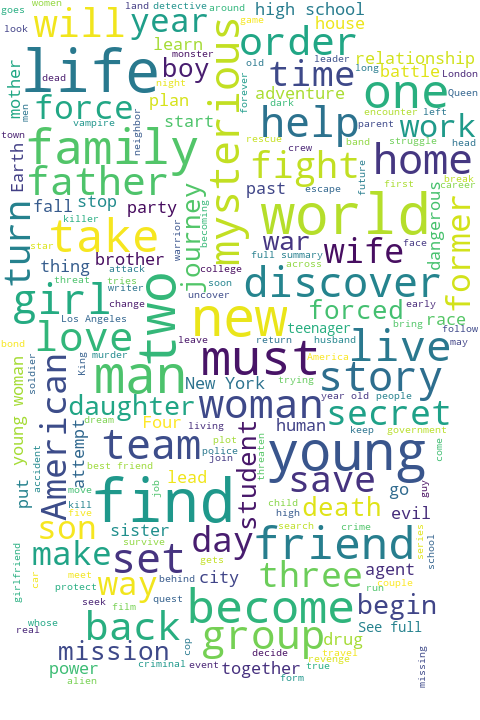 goes
women
land
detective
around
high school
game
look
will
year
order
house
monster
old
leader
London
life
learn
relationship
dead
boy
time
one
battle
long
Queen
mother
night
adventure
force
plan
mysterious
forever
dark
encounter
left
men
vampire
neighbor
start
help
work
parent
town
family
rescue
crew
band
struggle
head
Earth
fight
home
father
journey
past
escape
future
first
break
career
fall
stop
party
becoming
world
dangerous
former
killer
warrior
turn
star
take
brother
war
wife
face
thing
attack
college
full summary
threat
tries
soon
across
discover
girl
writer
uncover
two
new
forced
early
Los Angeles
change
teenager
bring
race
follow
bond
love
leave
return
husband
may
King
murder
must
America
live
soldier
man
New York
trying
story
American
daughter
woman
year old
people
young woman
dream
Four
living
human
keep
government
secret
put
attempt
team
plot
police
join
student
threaten
young
come
accident
best friend
lead
save
go
guy
move
job
find
kill
five
child
high
death
evil
son
sister
day
search
crime
series
school
survive
friend
make
set
gets
three
agent
couple
girlfriend
car
meet
way
behind
city
run
protect
seek
film
quest
become
begin
whose
real
back
group
drug
See full
mission
cop
decide
revenge
travel
missing
power
criminal
event
together
true
alien
form